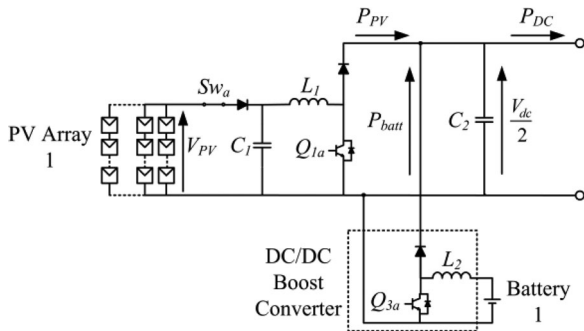 P_PV
P_DC
Sw_a
L_1
PV Array
1
V_PV
C_1
Q_1a
P_batt
C_2
V_dc
2
DC/DC
Boost
Converter
L_2
Q_3a
Battery
1